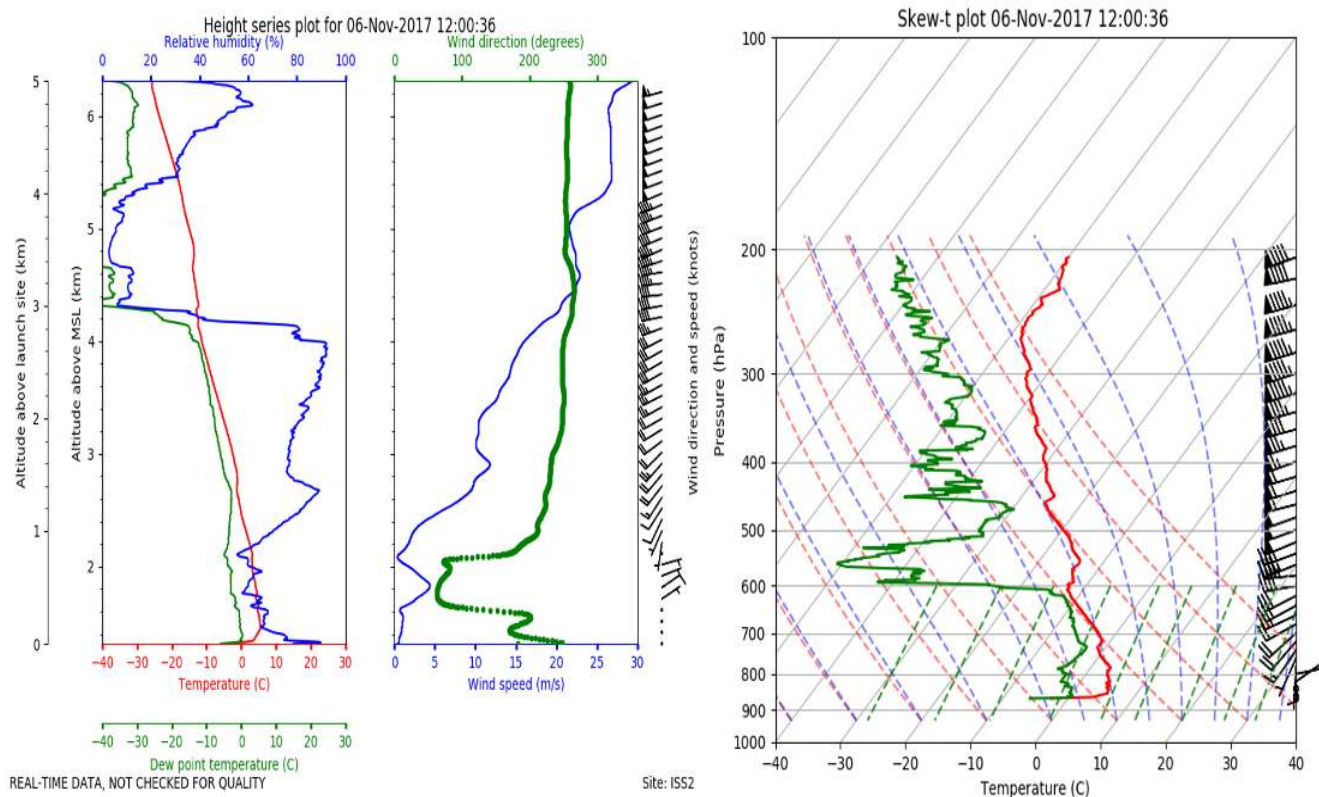 Height series plot for 06-Nov-2017 12:00:36
Relative humidity (%)
0 20 40 60 80 100
Wind direction (degrees)
0 100 200 300
Altitude above launch site (km)
5
4
3
2
1
0
Altitude above MSL (km)
6
5
4
3
2
−40 −30 −20 −10 0 10 20 30
Temperature (C)
−40 −30 −20 −10 0 10 20 30
Dew point temperature (C)
0 5 10 15 20 25 30
Wind speed (m/s)
Wind direction and speed (knots)
REAL-TIME DATA, NOT CHECKED FOR QUALITY
Site: ISS2
Skew-t plot 06-Nov-2017 12:00:36
Pressure (hPa)
100
200
300
400
500
600
700
800
900
1000
−40 −30 −20 −10 0 10 20 30 40
Temperature (C)